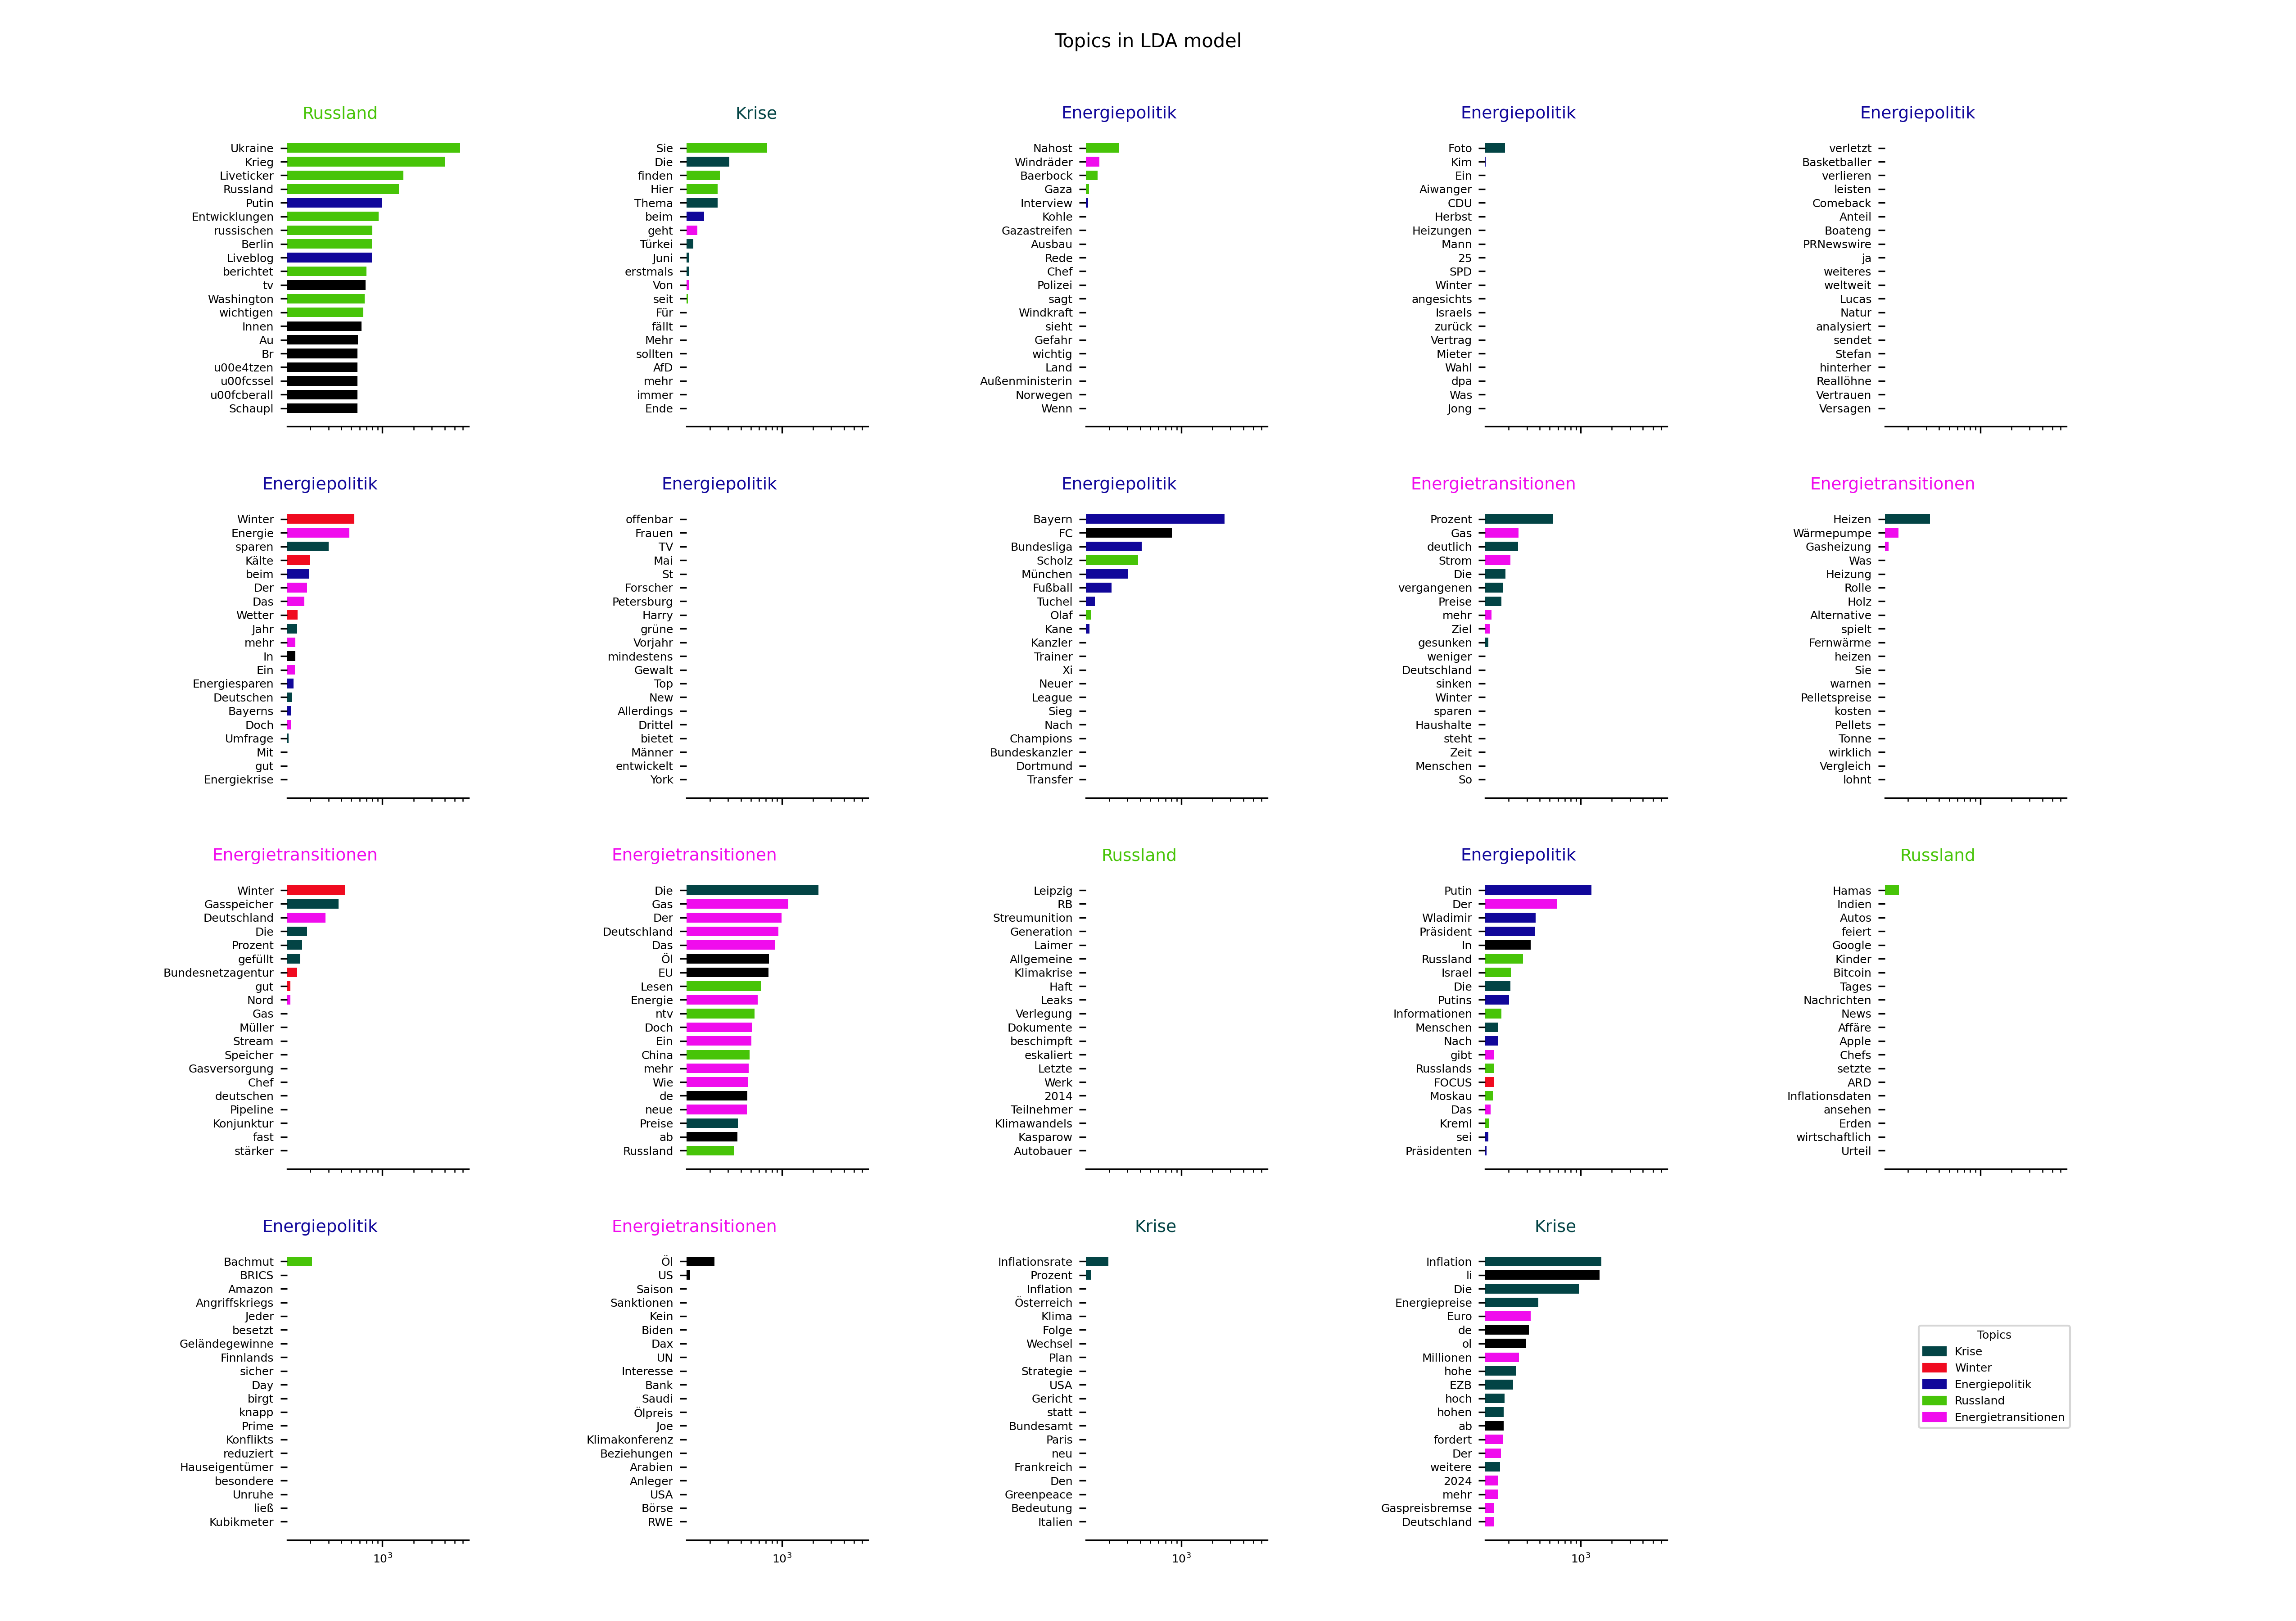 Topics in LDA model
Russland
Ukraine
Krieg
Liveticker
Russland
Putin
Entwicklungen
russischen
Berlin
Liveblog
berichtet
tv
Washington
wichtigen
Innen
Au
Br
u00e4tzen
u00fcssel
u00fcberall
Schaupl
Krise
Sie
Die
finden
Hier
Thema
beim
geht
Türkei
Juni
erstmals
Von
seit
Für
fällt
Mehr
sollten
AfD
mehr
immer
Ende
Energiepolitik
Nahost
Windräder
Baerbock
Gaza
Interview
Kohle
Gazastreifen
Ausbau
Rede
Chef
Polizei
sagt
Windkraft
sieht
Gefahr
wichtig
Land
Außenministerin
Norwegen
Wenn
Energiepolitik
Foto
Kim
Ein
Aiwanger
CDU
Herbst
Heizungen
Mann
25
SPD
Winter
angesichts
Israels
zurück
Vertrag
Mieter
Wahl
dpa
Was
Jong
Energiepolitik
verletzt
Basketballer
verlieren
leisten
Comeback
Anteil
Boateng
PRNewswire
ja
weiteres
weltweit
Lucas
Natur
analysiert
sendet
Stefan
hinterher
Reallöhne
Vertrauen
Versagen
Energiepolitik
Winter
Energie
sparen
Kälte
beim
Der
Das
Wetter
Jahr
mehr
In
Ein
Energiesparen
Deutschen
Bayerns
Doch
Umfrage
Mit
gut
Energiekrise
Energiepolitik
offenbar
Frauen
TV
Mai
St
Forscher
Petersburg
Harry
grüne
Vorjahr
mindestens
Gewalt
Top
New
Allerdings
Drittel
bietet
Männer
entwickelt
York
Energiepolitik
Bayern
FC
Bundesliga
Scholz
München
Fußball
Tuchel
Olaf
Kane
Kanzler
Trainer
Xi
Neuer
League
Sieg
Nach
Champions
Bundeskanzler
Dortmund
Transfer
Energietransitionen
Prozent
Gas
deutlich
Strom
Die
vergangenen
Preise
mehr
Ziel
gesunken
weniger
Deutschland
sinken
Winter
sparen
Haushalte
steht
Zeit
Menschen
So
Energietransitionen
Heizen
Wärmepumpe
Gasheizung
Was
Heizung
Rolle
Holz
Alternative
spielt
Fernwärme
heizen
Sie
warnen
Pelletspreise
kosten
Pellets
Tonne
wirklich
Vergleich
lohnt
Energietransitionen
Winter
Gasspeicher
Deutschland
Die
Prozent
gefüllt
Bundesnetzagentur
gut
Nord
Gas
Müller
Stream
Speicher
Gasversorgung
Chef
deutschen
Pipeline
Konjunktur
fast
stärker
Energietransitionen
Die
Gas
Der
Deutschland
Das
Öl
EU
Lesen
Energie
ntv
Doch
Ein
China
mehr
Wie
de
neue
Preise
ab
Russland
Russland
Leipzig
RB
Streumunition
Generation
Laimer
Allgemeine
Klimakrise
Haft
Leaks
Verlegung
Dokumente
beschimpft
eskaliert
Letzte
Werk
2014
Teilnehmer
Klimawandels
Kasparow
Autobauer
Energiepolitik
Putin
Der
Wladimir
Präsident
In
Russland
Israel
Die
Putins
Informationen
Menschen
Nach
gibt
Russlands
FOCUS
Moskau
Das
Kreml
sei
Präsidenten
Russland
Hamas
Indien
Autos
feiert
Google
Kinder
Bitcoin
Tages
Nachrichten
News
Affäre
Apple
Chefs
setzte
ARD
Inflationsdaten
ansehen
Erden
wirtschaftlich
Urteil
Energiepolitik
Bachmut
BRICS
Amazon
Angriffskriegs
Jeder
besetzt
Geländegewinne
Finnlands
sicher
Day
birgt
knapp
Prime
Konflikts
reduziert
Hauseigentümer
besondere
Unruhe
ließ
Kubikmeter
10³
Energietransitionen
Öl
US
Saison
Sanktionen
Kein
Biden
Dax
UN
Interesse
Bank
Saudi
Ölpreis
Joe
Klimakonferenz
Beziehungen
Arabien
Anleger
USA
Börse
RWE
10³
Krise
Inflationsrate
Prozent
Inflation
Österreich
Klima
Folge
Wechsel
Plan
Strategie
USA
Gericht
statt
Bundesamt
Paris
neu
Frankreich
Den
Greenpeace
Bedeutung
Italien
10³
Krise
Inflation
li
Die
Energiepreise
Euro
de
ol
Millionen
hohe
EZB
hoch
hohen
ab
fordert
Der
weitere
2024
mehr
Gaspreisbremse
Deutschland
10³
Topics
Krise
Winter
Energiepolitik
Russland
Energietransitionen